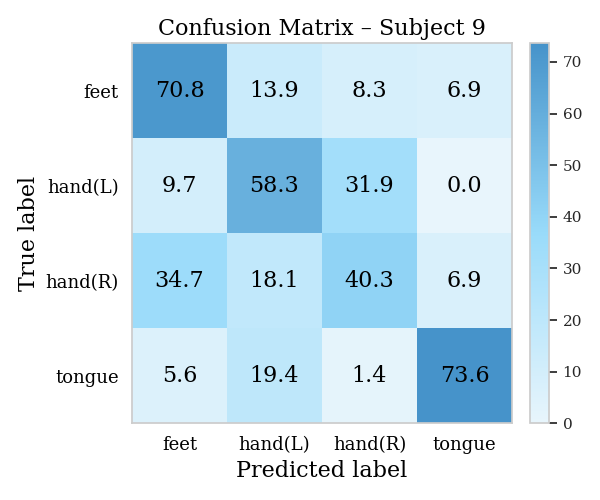 Confusion Matrix – Subject 9
feet 70.8 13.9 8.3 6.9
hand(L) 9.7 58.3 31.9 0.0
hand(R) 34.7 18.1 40.3 6.9
tongue 5.6 19.4 1.4 73.6
feet hand(L) hand(R) tongue
Predicted label
True label
70
60
50
40
30
20
10
0